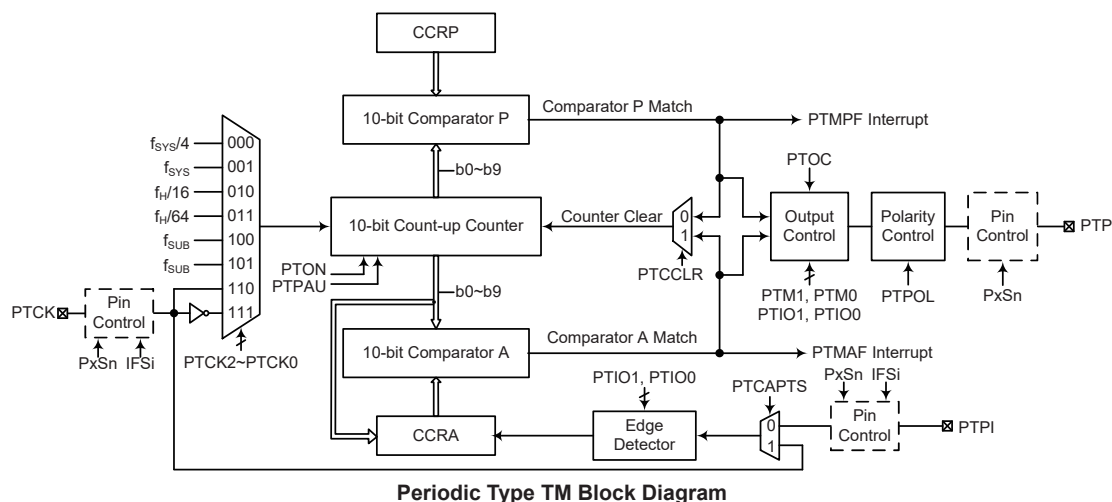 CCRP
10-bit Comparator P
Comparator P Match
PTMPF Interrupt
b0~b9
fSYS/4
000
fSYS
001
fH/16
010
fH/64
011
fSUB
100
fSUB
101
110
111
10-bit Count-up Counter
Counter Clear
0
1
PTCCLR
PTOC
Output
Control
PTM1, PTM0
PTIO1, PTIO0
Polarity
Control
PTPOL
Pin
Control
PxSn
PTP
PTON
PTPAU
b0~b9
PTCK
Pin
Control
PxSn
IFSi
PTCK2~PTCK0
10-bit Comparator A
Comparator A Match
PTMAF Interrupt
CCRA
PTIO1, PTIO0
Edge
Detector
PTCAPTS
0
1
PxSn
IFSi
Pin
Control
PTPI
Periodic Type TM Block Diagram